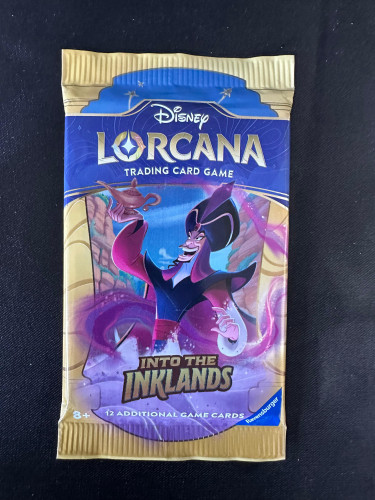 Disney
LORCANA
TRADING CARD GAME
INTO THE
INKLANDS
8+
12 ADDITIONAL GAME CARDS
Ravensburger